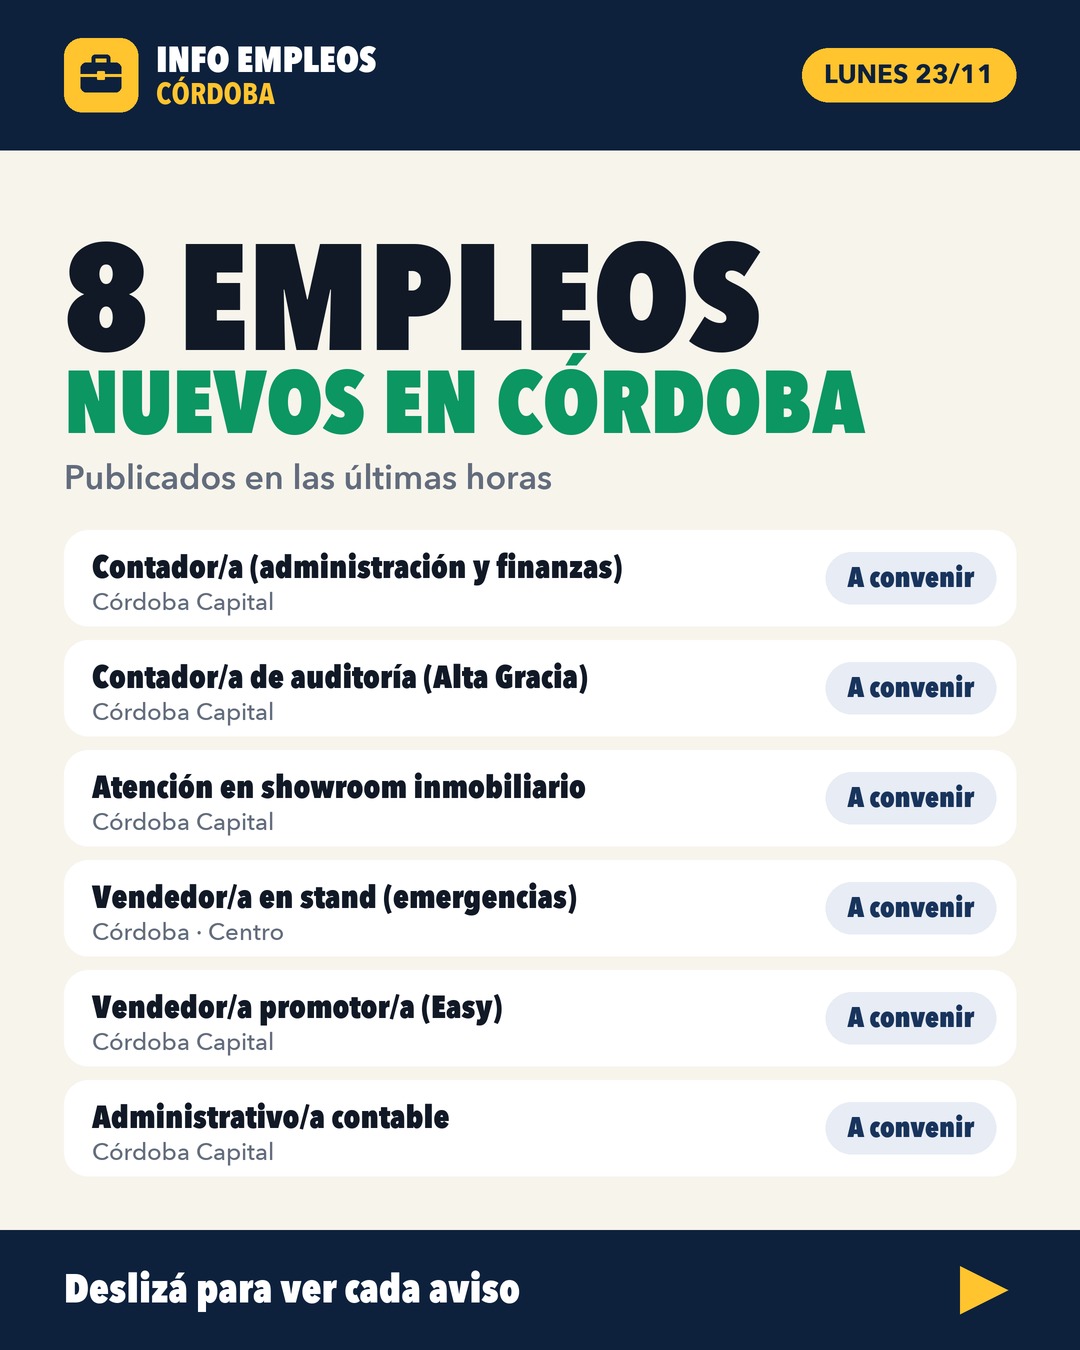 INFO EMPLEOS
CÓRDOBA
LUNES 23/11
8 EMPLEOS
NUEVOS EN CÓRDOBA
Publicados en las últimas horas
Contador/a (administración y finanzas)
Córdoba Capital
A convenir
Contador/a de auditoría (Alta Gracia)
Córdoba Capital
A convenir
Atención en showroom inmobiliario
Córdoba Capital
A convenir
Vendedor/a en stand (emergencias)
Córdoba · Centro
A convenir
Vendedor/a promotor/a (Easy)
Córdoba Capital
A convenir
Administrativo/a contable
Córdoba Capital
A convenir
Deslizá para ver cada aviso